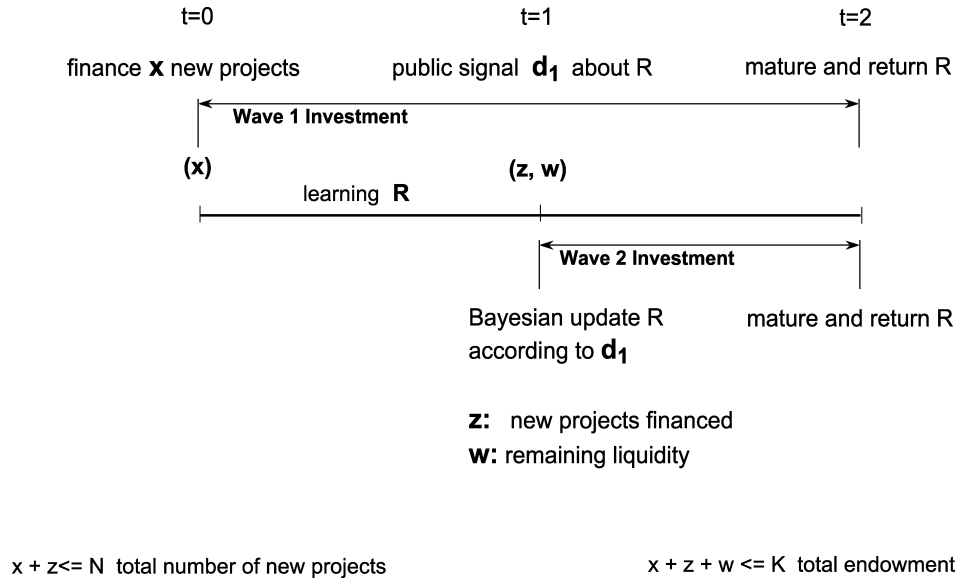 t=0 t=1 t=2
finance x new projects public signal d1 about R mature and return R
Wave 1 Investment
(x) (z, w)
learning R
Wave 2 Investment
Bayesian update R mature and return R
according to d1
z: new projects financed
w: remaining liquidity
x + z<= N total number of new projects x + z + w <= K total endowment